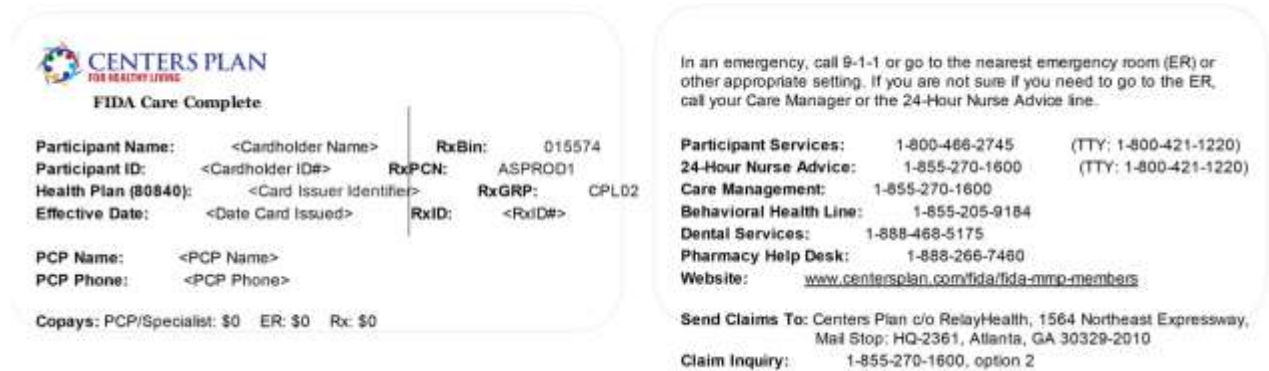 CENTERS PLAN
FOR HEALTHY LIVING
FIDA Care Complete
Participant Name: <Cardholder Name> RxBin: 015574
Participant ID: <Cardholder ID#> RxPCN: ASPROD1
Health Plan (80840): <Card Issuer Identifier> RxGRP: CPL02
Effective Date: <Date Card Issued> RxID: <RxID#>
PCP Name: <PCP Name>
PCP Phone: <PCP Phone>
Copays: PCP/Specialist: $0 ER: $0 Rx: $0
In an emergency, call 9-1-1 or go to the nearest emergency room (ER) or
other appropriate setting. If you are not sure if you need to go to the ER,
call your Care Manager or the 24-Hour Nurse Advice line.
Participant Services: 1-800-466-2745 (TTY: 1-800-421-1220)
24-Hour Nurse Advice: 1-855-270-1600 (TTY: 1-800-421-1220)
Care Management: 1-855-270-1600
Behavioral Health Line: 1-855-205-9184
Dental Services: 1-888-468-5175
Pharmacy Help Desk: 1-888-266-7460
Website: www.centersplan.com/fida/fida-mmp-members
Send Claims To: Centers Plan c/o RelayHealth, 1564 Northeast Expressway,
Mail Stop: HQ-2361, Atlanta, GA 30329-2010
Claim Inquiry: 1-855-270-1600, option 2